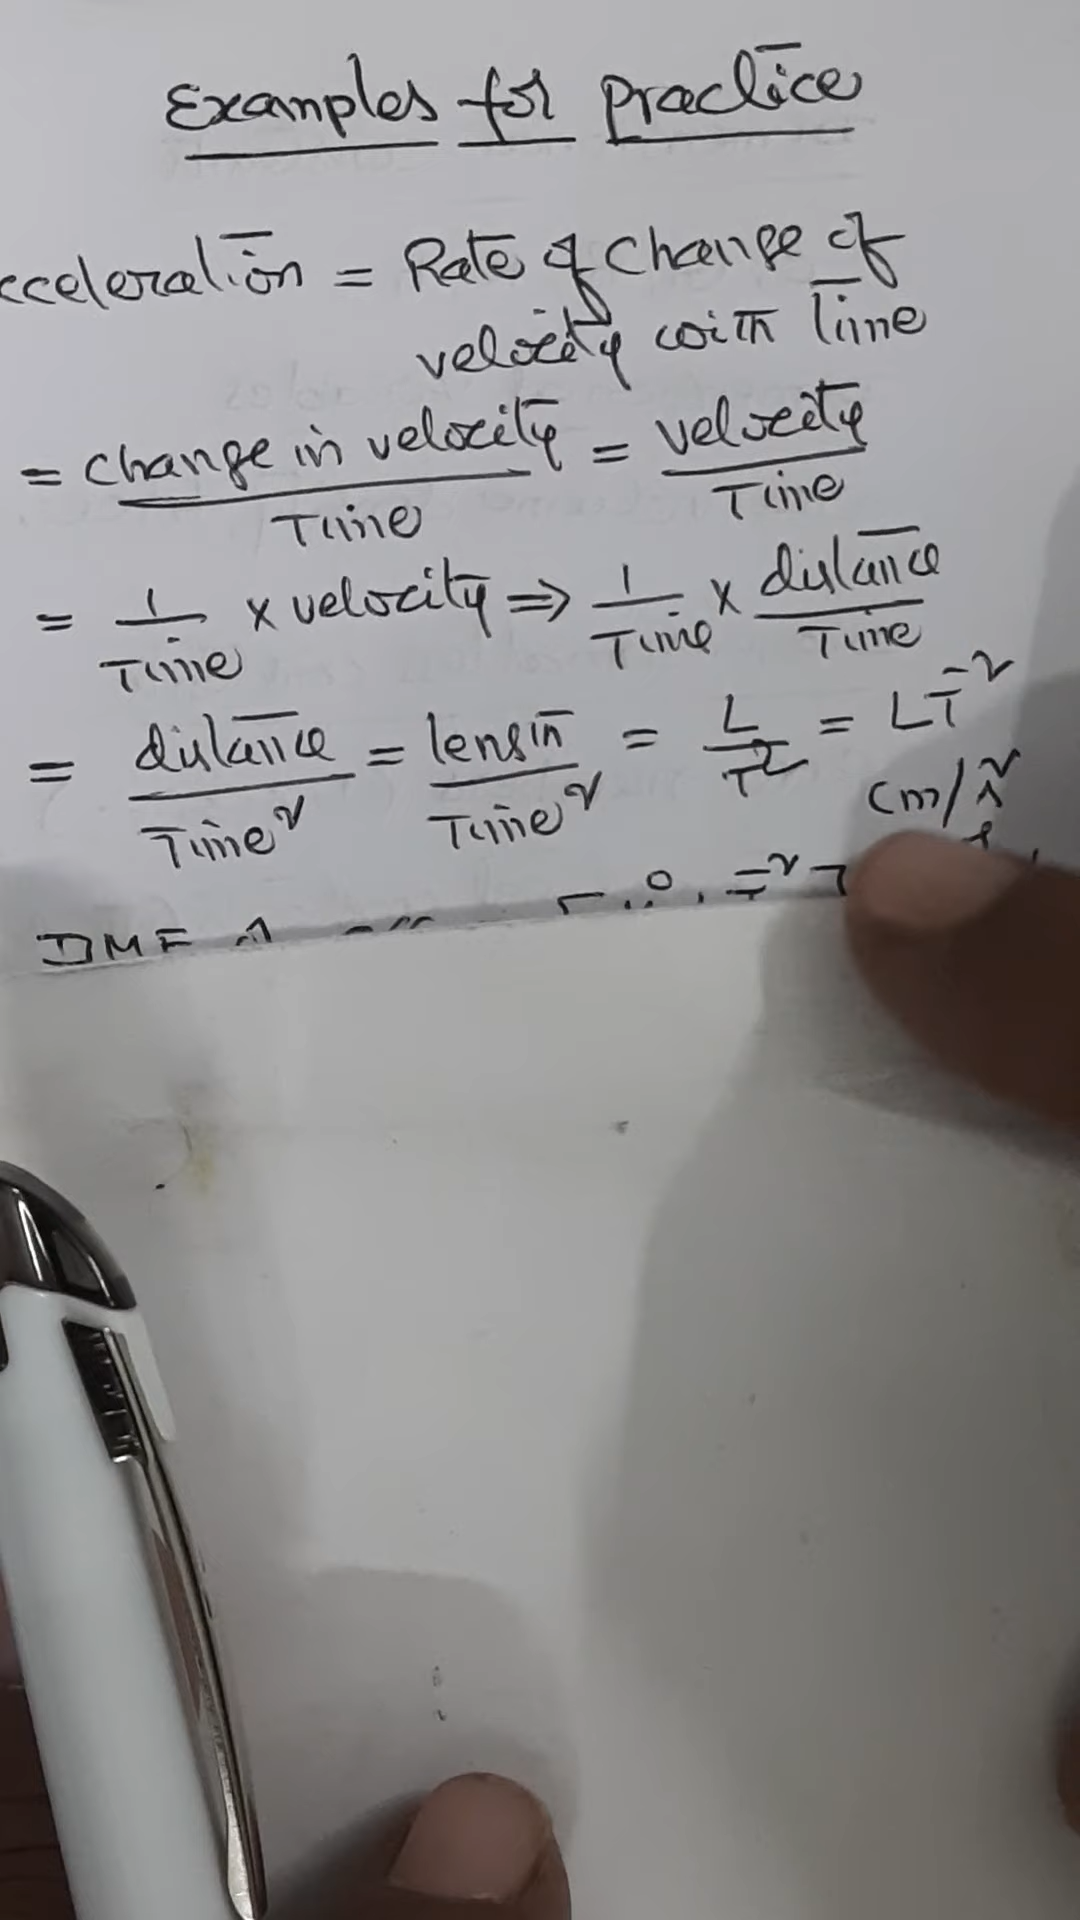 Examples for Practice
cceleration = Rate of Change of
velocity with Time
= Change in velocity / Time = velocity / Time
= 1 / Time × velocity ⇒ 1 / Time × distance / Time
= distance / Time² = length / Time² = L / T² = LT⁻²
cm/s²
DMF